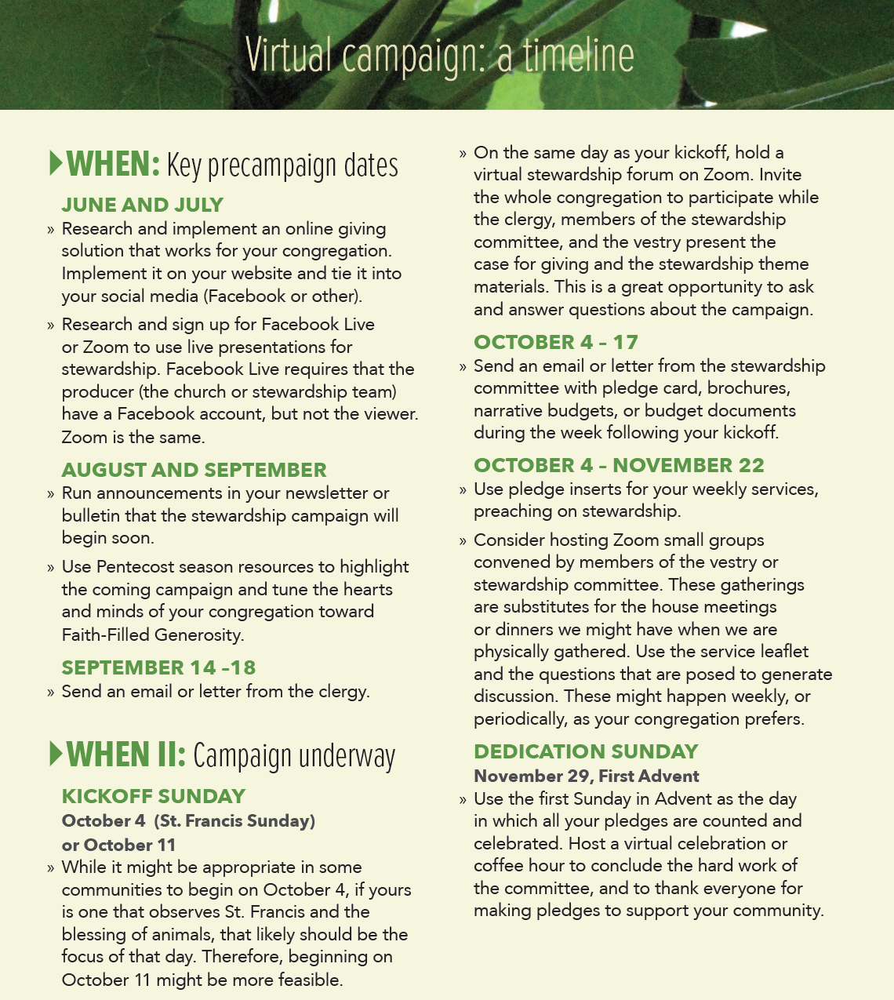 Virtual campaign: a timeline
WHEN: Key precampaign dates
JUNE AND JULY
» Research and implement an online giving
solution that works for your congregation.
Implement it on your website and tie it into
your social media (Facebook or other).
» Research and sign up for Facebook Live
or Zoom to use live presentations for
stewardship. Facebook Live requires that the
producer (the church or stewardship team)
have a Facebook account, but not the viewer.
Zoom is the same.
AUGUST AND SEPTEMBER
» Run announcements in your newsletter or
bulletin that the stewardship campaign will
begin soon.
» Use Pentecost season resources to highlight
the coming campaign and tune the hearts
and minds of your congregation toward
Faith-Filled Generosity.
SEPTEMBER 14 –18
» Send an email or letter from the clergy.
WHEN II: Campaign underway
KICKOFF SUNDAY
October 4 (St. Francis Sunday)
or October 11
» While it might be appropriate in some
communities to begin on October 4, if yours
is one that observes St. Francis and the
blessing of animals, that likely should be the
focus of that day. Therefore, beginning on
October 11 might be more feasible.
» On the same day as your kickoff, hold a
virtual stewardship forum on Zoom. Invite
the whole congregation to participate while
the clergy, members of the stewardship
committee, and the vestry present the
case for giving and the stewardship theme
materials. This is a great opportunity to ask
and answer questions about the campaign.
OCTOBER 4 – 17
» Send an email or letter from the stewardship
committee with pledge card, brochures,
narrative budgets, or budget documents
during the week following your kickoff.
OCTOBER 4 – NOVEMBER 22
» Use pledge inserts for your weekly services,
preaching on stewardship.
» Consider hosting Zoom small groups
convened by members of the vestry or
stewardship committee. These gatherings
are substitutes for the house meetings
or dinners we might have when we are
physically gathered. Use the service leaflet
and the questions that are posed to generate
discussion. These might happen weekly, or
periodically, as your congregation prefers.
DEDICATION SUNDAY
November 29, First Advent
» Use the first Sunday in Advent as the day
in which all your pledges are counted and
celebrated. Host a virtual celebration or
coffee hour to conclude the hard work of
the committee, and to thank everyone for
making pledges to support your community.